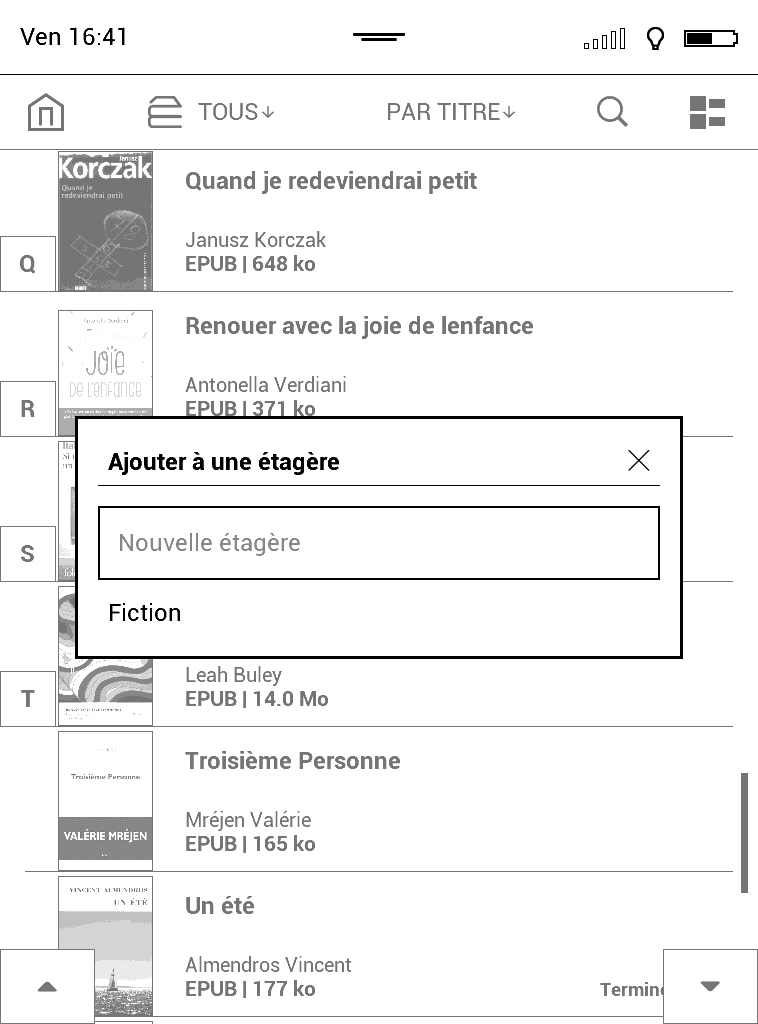 Ven 16:41
TOUS↓
PAR TITRE↓
Janusz
Korczak
Quand je
redeviendrai petit
Quand je redeviendrai petit
Janusz Korczak
EPUB | 648 ko
Q
Antonella Verdiani
JOiE
DE L'ENFANCE
Renouer avec la joie de lenfance
Antonella Verdiani
EPUB | 371 ko
R
Ajouter à une étagère
Nouvelle étagère
Fiction
S
Leah Buley
EPUB | 14.0 Mo
T
Troisième Personne
VALÉRIE MRÉJEN
Troisième Personne
Mréjen Valérie
EPUB | 165 ko
VINCENT ALMENDROS
UN ÉTÉ
Un été
Almendros Vincent
EPUB | 177 ko
Termin